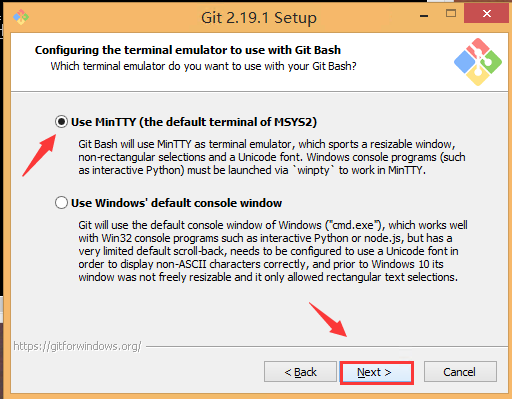 Git 2.19.1 Setup
Configuring the terminal emulator to use with Git Bash
Which terminal emulator do you want to use with your Git Bash?
Use MinTTY (the default terminal of MSYS2)
Git Bash will use MinTTY as terminal emulator, which sports a resizable window,
non-rectangular selections and a Unicode font. Windows console programs (such
as interactive Python) must be launched via `winpty` to work in MinTTY.
Use Windows' default console window
Git will use the default console window of Windows ("cmd.exe"), which works well
with Win32 console programs such as interactive Python or node.js, but has a
very limited default scroll-back, needs to be configured to use a Unicode font in
order to display non-ASCII characters correctly, and prior to Windows 10 its
window was not freely resizable and it only allowed rectangular text selections.
https://gitforwindows.org/
< Back
Next >
Cancel